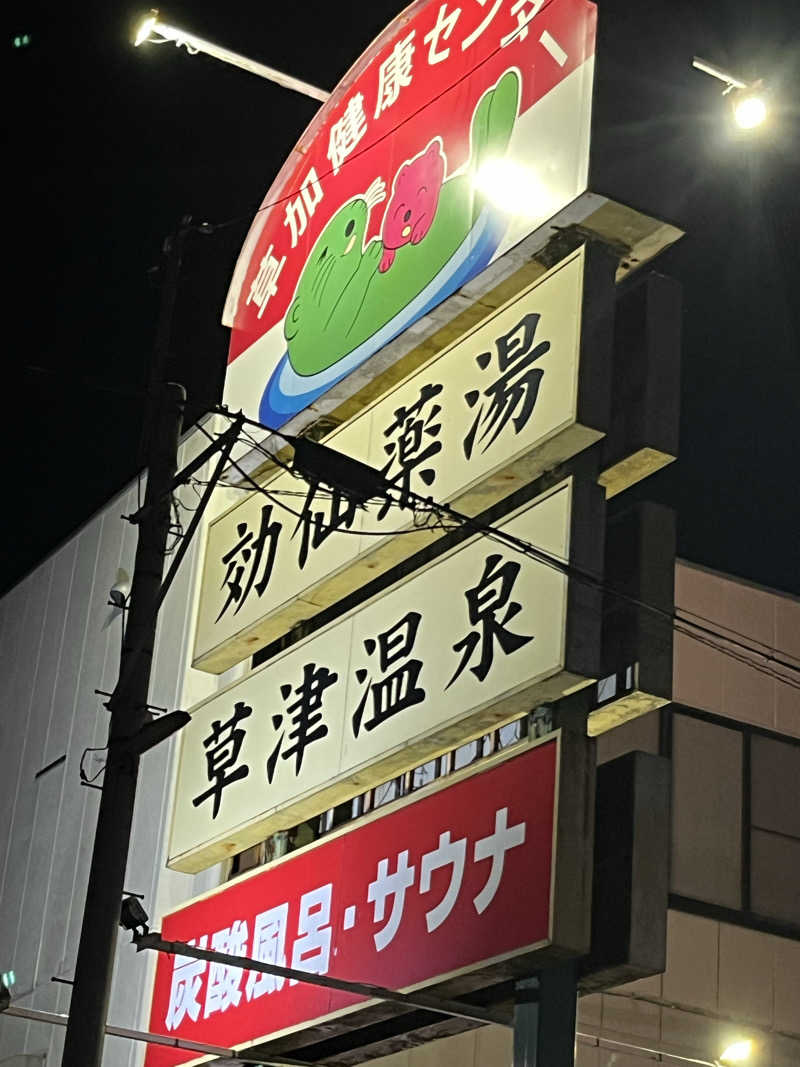 草加健康センター
効仙薬湯
草津温泉
炭酸風呂・サウナ